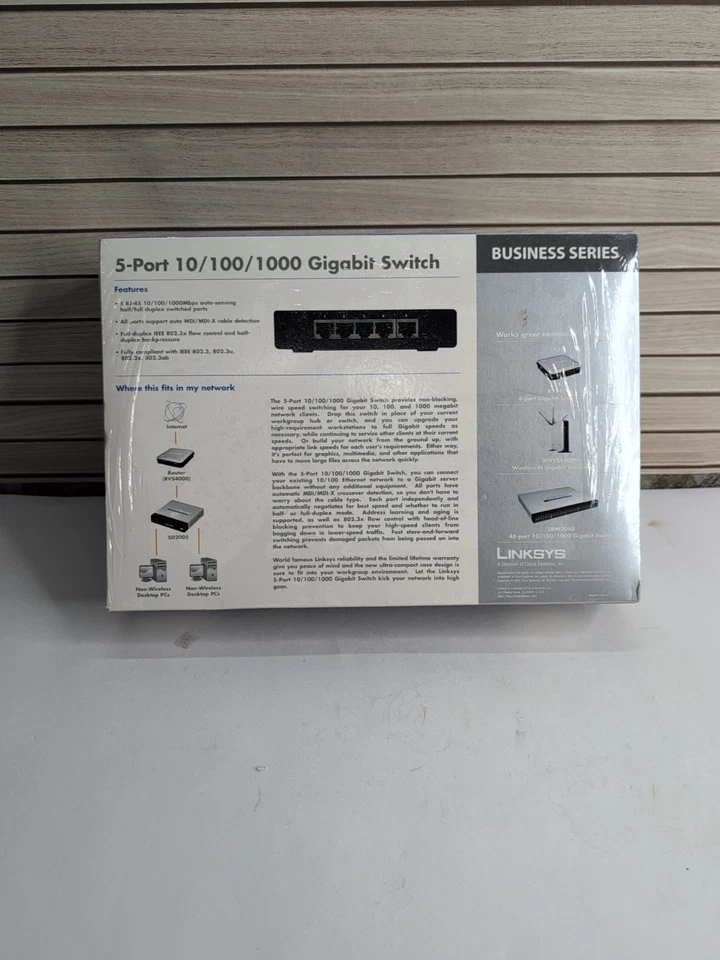 5-Port 10/100/1000 Gigabit Switch
BUSINESS SERIES
Features
• 5 RJ-45 10/100/1000Mbps auto-sensing
half/full duplex switched ports
• All ports support auto MDI/MDI-X cable detection
• Full-duplex IEEE 802.3x flow control and half-
duplex backpressure
• Fully compliant with IEEE 802.3, 802.3u,
802.3x, 802.3ab
Where this fits in my network
Internet
Router
(RVS4000)
SD2005
Non-Wireless
Desktop PCs
Non-Wireless
Desktop PCs
The 5-Port 10/100/1000 Gigabit Switch provides non-blocking,
wire speed switching for your 10, 100, and 1000 megabit
network clients. Drop this switch in place of your current
workgroup hub or switch, and you can upgrade your
high-requirement workstations to full Gigabit speeds as
necessary, while continuing to service other clients at their current
speeds. Or build your network from the ground up, with
appropriate link speeds for each user's requirements. Either way,
it's perfect for graphics, multimedia, and other applications that
have to move large files across the network quickly.
With the 5-Port 10/100/1000 Gigabit Switch, you can connect
your existing 10/100 Ethernet network to a Gigabit server
backbone without any additional equipment. All ports have
automatic MDI/MDI-X crossover detection, so you don't have to
worry about the cable type. Each port independently and
automatically negotiates for best speed and whether to run in
half- or full-duplex mode. Address learning and aging is
supported, as well as 802.3x flow control with head-of-line
blocking prevention to keep your high-speed clients from
bogging down in lower-speed traffic. Fast store-and-forward
switching prevents damaged packets from being passed on into
the network.
World famous Linksys reliability and the limited lifetime warranty
give you peace of mind and the new ultra-compact case design is
sure to fit into your workgroup environment. Let the Linksys
5-Port 10/100/1000 Gigabit Switch kick your network into high
gear.
Works great
4-port Gigabit
Wireless-N Gigabit
48-port 10/100/1000 Gigabit Switch
LINKSYS
A Division of Cisco Systems, Inc.